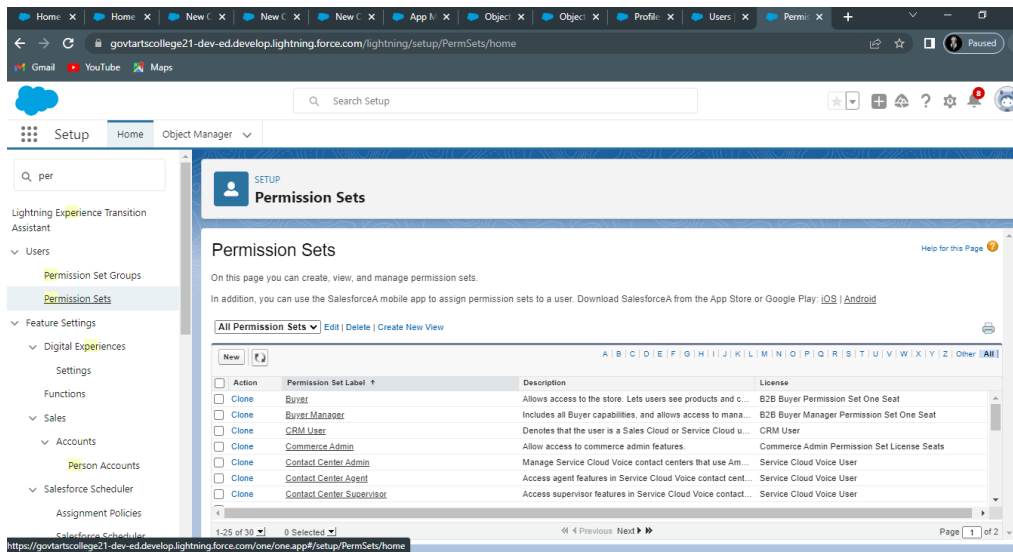 Home
Home
New C
New C
New C
App M
Object
Object
Profile
Users |
Permis
govtartscollege21-dev-ed.develop.lightning.force.com/lightning/setup/PermSets/home
Paused
Gmail YouTube Maps
Search Setup
8
Setup Home Object Manager
per
Lightning Experience Transition
Assistant
Users
Permission Set Groups
Permission Sets
Feature Settings
Digital Experiences
Settings
Functions
Sales
Accounts
Person Accounts
Salesforce Scheduler
Assignment Policies
Salesforce Scheduler
SETUP
Permission Sets
Permission Sets
Help for this Page
On this page you can create, view, and manage permission sets.
In addition, you can use the SalesforceA mobile app to assign permission sets to a user. Download SalesforceA from the App Store or Google Play: iOS | Android
All Permission Sets Edit | Delete | Create New View
New A | B | C | D | E | F | G | H | I | J | K | L | M | N | O | P | Q | R | S | T | U | V | W | X | Y | Z | Other | All
Action Permission Set Label ↑ Description License
Clone Buyer Allows access to the store. Lets users see products and c... B2B Buyer Permission Set One Seat
Clone Buyer Manager Includes all Buyer capabilities, and allows access to mana... B2B Buyer Manager Permission Set One Seat
Clone CRM User Denotes that the user is a Sales Cloud or Service Cloud u... CRM User
Clone Commerce Admin Allow access to commerce admin features. Commerce Admin Permission Set License Seats
Clone Contact Center Admin Manage Service Cloud Voice contact centers that use Am... Service Cloud Voice User
Clone Contact Center Agent Access agent features in Service Cloud Voice contact cent... Service Cloud Voice User
Clone Contact Center Supervisor Access supervisor features in Service Cloud Voice contact... Service Cloud Voice User
1-25 of 30 0 Selected Previous Next Page 1 of 2
https://govtartscollege21-dev-ed.develop.lightning.force.com/one/one.app#/setup/PermSets/home